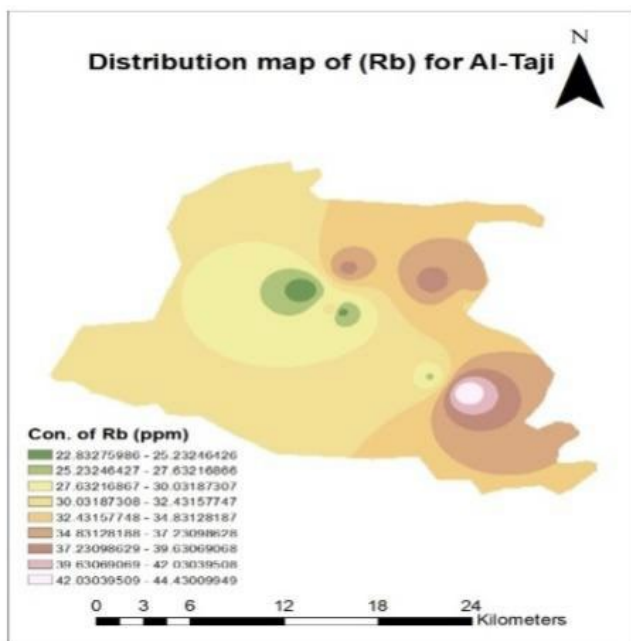 N
Distribution map of (Rb) for Al-Taji
Con. of Rb (ppm)
22.83275986 - 25.23246426
25.23246427 - 27.63216866
27.63216867 - 30.03187307
30.03187308 - 32.43157747
32.43157748 - 34.83128187
34.83128188 - 37.23098628
37.23098629 - 39.63069068
39.63069069 - 42.03039508
42.03039509 - 44.43009949
0 3 6 12 18 24
Kilometers